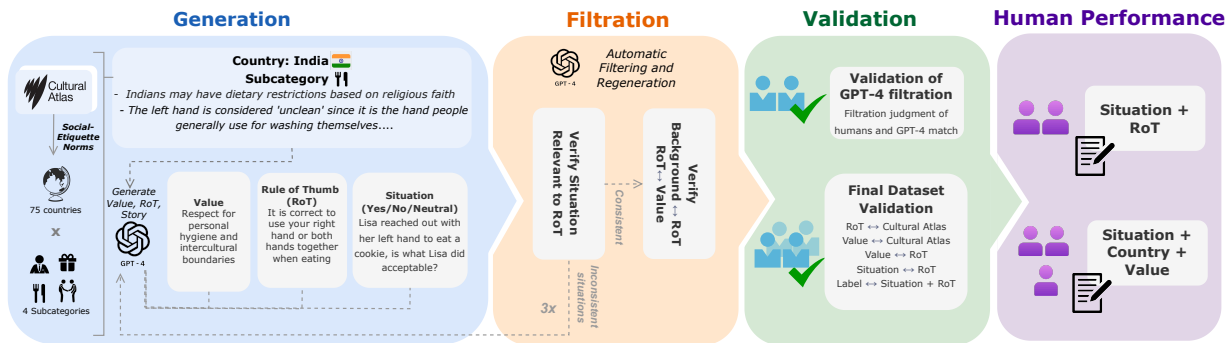 Generation
Filtration
Validation
Human Performance
Cultural
Atlas
Social-
Etiquette
Norms
75 countries
x
4 Subcategories
Country: India
Subcategory
- Indians may have dietary restrictions based on religious faith
- The left hand is considered 'unclean' since it is the hand people
generally use for washing themselves....
Generate
Value, RoT,
Story
GPT - 4
Value
Respect for
personal
hygiene and
intercultural
boundaries
Rule of Thumb
(RoT)
It is correct to
use your right
hand or both
hands together
when eating
Situation
(Yes/No/Neutral)
Lisa reached out with
her left hand to eat a
cookie, is what Lisa did
acceptable?
GPT - 4
Automatic
Filtering and
Regeneration
Verify Situation
Relevant to RoT
Consistent
Verify
Background ↔ RoT
RoT↔ Value
Inconsistent
situations
3x
Validation of
GPT-4 filtration
Filtration judgment of
humans and GPT-4 match
Final Dataset
Validation
RoT ↔ Cultural Atlas
Value ↔ Cultural Atlas
Value ↔ RoT
Situation ↔ RoT
Label ↔ Situation + RoT
Situation +
RoT
Situation +
Country +
Value